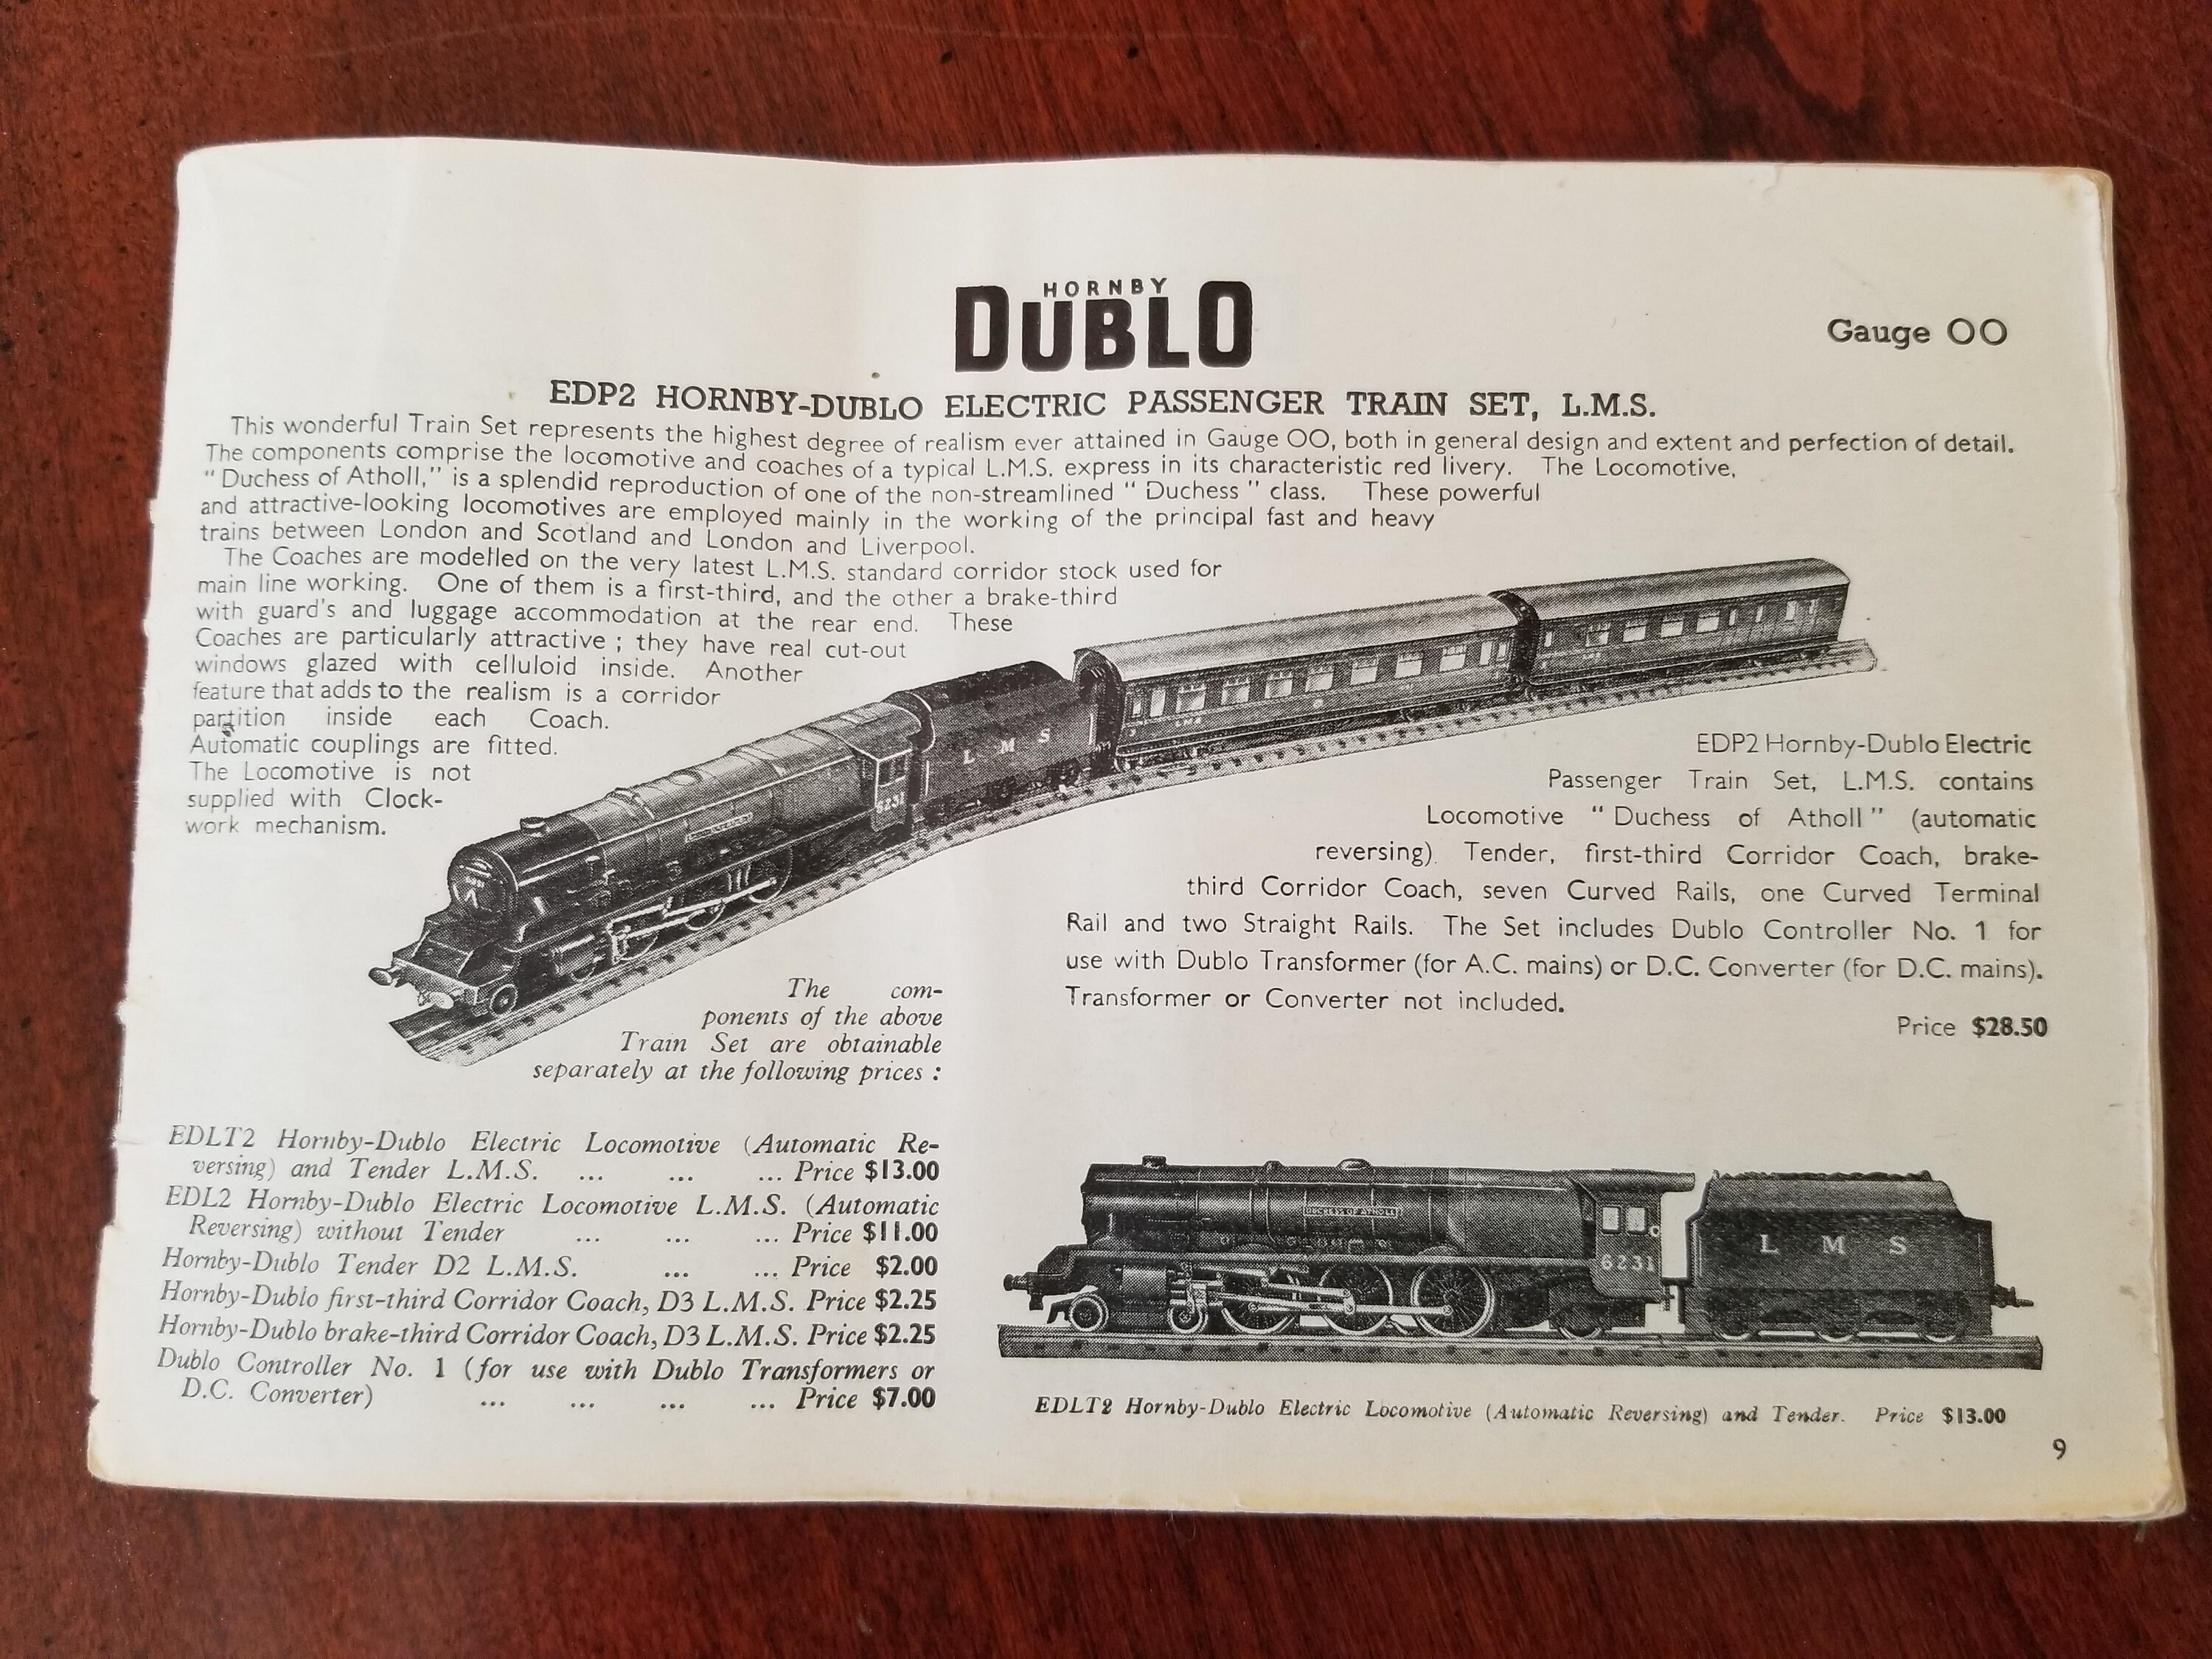 HORNBY
DUBLO
Gauge OO
EDP2 HORNBY-DUBLO ELECTRIC PASSENGER TRAIN SET, L.M.S.
This wonderful Train Set represents the highest degree of realism ever attained in Gauge OO, both in general design and extent and perfection of detail.
The components comprise the locomotive and coaches of a typical L.M.S. express in its characteristic red livery. The Locomotive,
“Duchess of Atholl,” is a splendid reproduction of one of the non-streamlined “Duchess” class. These powerful
and attractive-looking locomotives are employed mainly in the working of the principal fast and heavy
trains between London and Scotland and London and Liverpool.
The Coaches are modelled on the very latest L.M.S. standard corridor stock used for
main line working. One of them is a first-third, and the other a brake-third
with guard's and luggage accommodation at the rear end. These
Coaches are particularly attractive ; they have real cut-out
windows glazed with celluloid inside. Another
feature that adds to the realism is a corridor
partition inside each Coach.
Automatic couplings are fitted.
The Locomotive is not
supplied with Clock-
work mechanism.
L M S
6231
EDP2 Hornby-Dublo Electric
Passenger Train Set, L.M.S. contains
Locomotive “Duchess of Atholl” (automatic
reversing). Tender, first-third Corridor Coach, brake-
third Corridor Coach, seven Curved Rails, one Curved Terminal
Rail and two Straight Rails. The Set includes Dublo Controller No. 1 for
use with Dublo Transformer (for A.C. mains) or D.C. Converter (for D.C. mains).
Transformer or Converter not included.
Price $28.50
The com-
ponents of the above
Train Set are obtainable
separately at the following prices :
EDLT2 Hornby-Dublo Electric Locomotive (Automatic Re-
versing) and Tender L.M.S. ... ... ... Price $13.00
EDL2 Hornby-Dublo Electric Locomotive L.M.S. (Automatic
Reversing) without Tender ... ... ... Price $11.00
Hornby-Dublo Tender D2 L.M.S. ... ... Price $2.00
Hornby-Dublo first-third Corridor Coach, D3 L.M.S. Price $2.25
Hornby-Dublo brake-third Corridor Coach, D3 L.M.S. Price $2.25
Dublo Controller No. 1 (for use with Dublo Transformers or
D.C. Converter) ... ... ... ... Price $7.00
DUCHESS OF ATHOLL
6231
L M S
EDLT2 Hornby-Dublo Electric Locomotive (Automatic Reversing) and Tender. Price $13.00
9